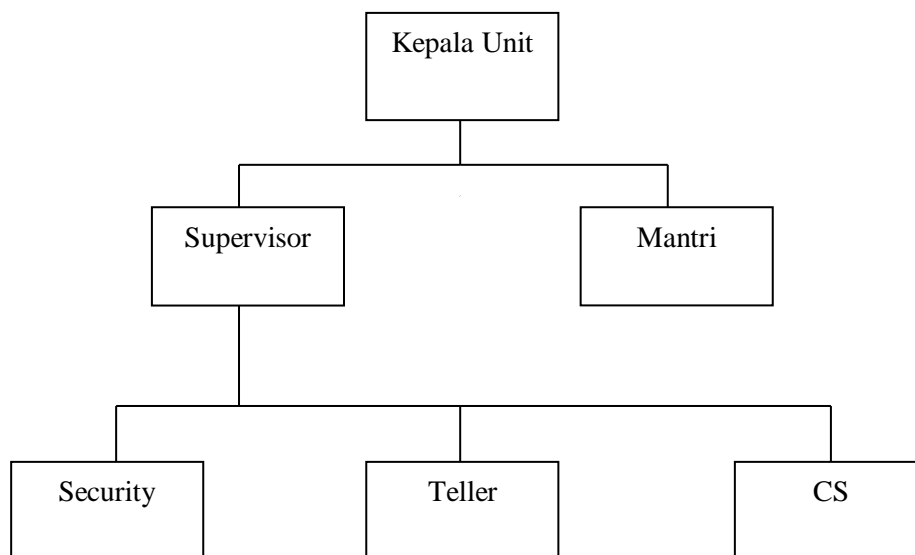 Kepala Unit
Supervisor
Mantri
Security
Teller
CS